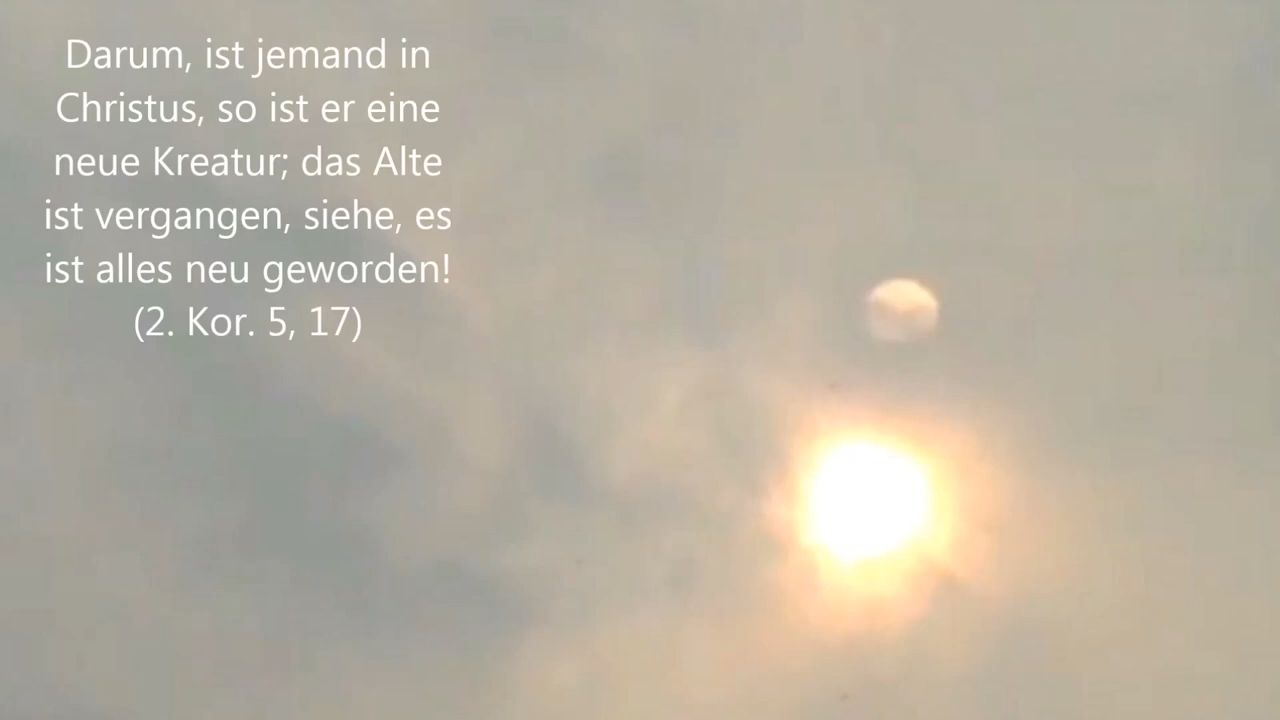 Darum, ist jemand in
Christus, so ist er eine
neue Kreatur; das Alte
ist vergangen, siehe, es
ist alles neu geworden!
(2. Kor. 5, 17)